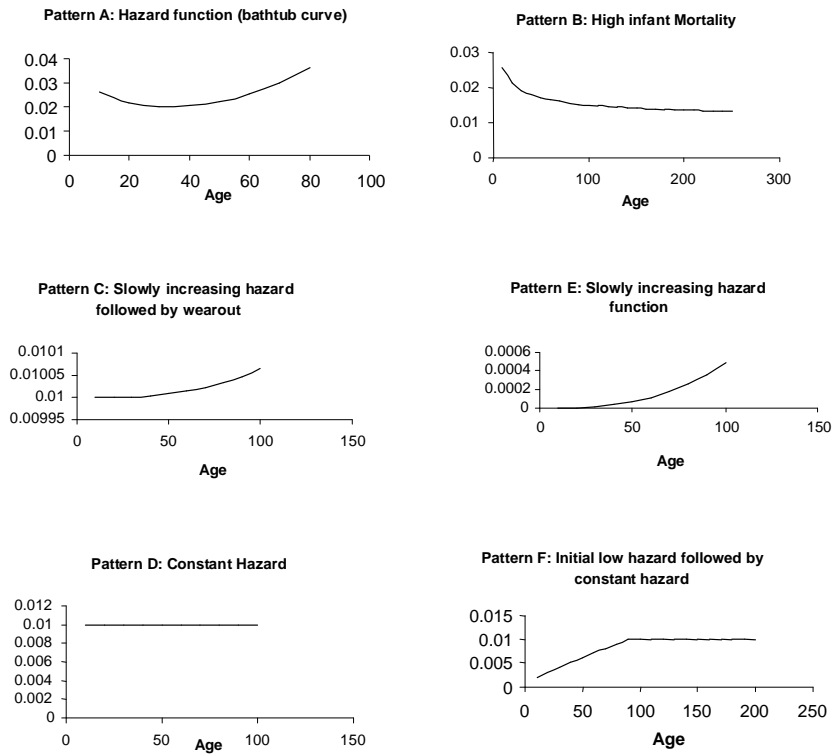 Pattern A: Hazard function (bathtub curve)
0.04
0.03
0.02
0.01
0
0 20 40 60 80 100
Age
Pattern B: High infant Mortality
0.03
0.02
0.01
0
0 100 200 300
Age
Pattern C: Slowly increasing hazard
followed by wearout
0.0101
0.01005
0.01
0.00995
0 50 100 150
Age
Pattern E: Slowly increasing hazard
function
0.0006
0.0004
0.0002
0
0 50 100 150
Age
Pattern D: Constant Hazard
0.012
0.01
0.008
0.006
0.004
0.002
0
0 50 100 150
Age
Pattern F: Initial low hazard followed by
constant hazard
0.015
0.01
0.005
0
0 50 100 150 200 250
Age